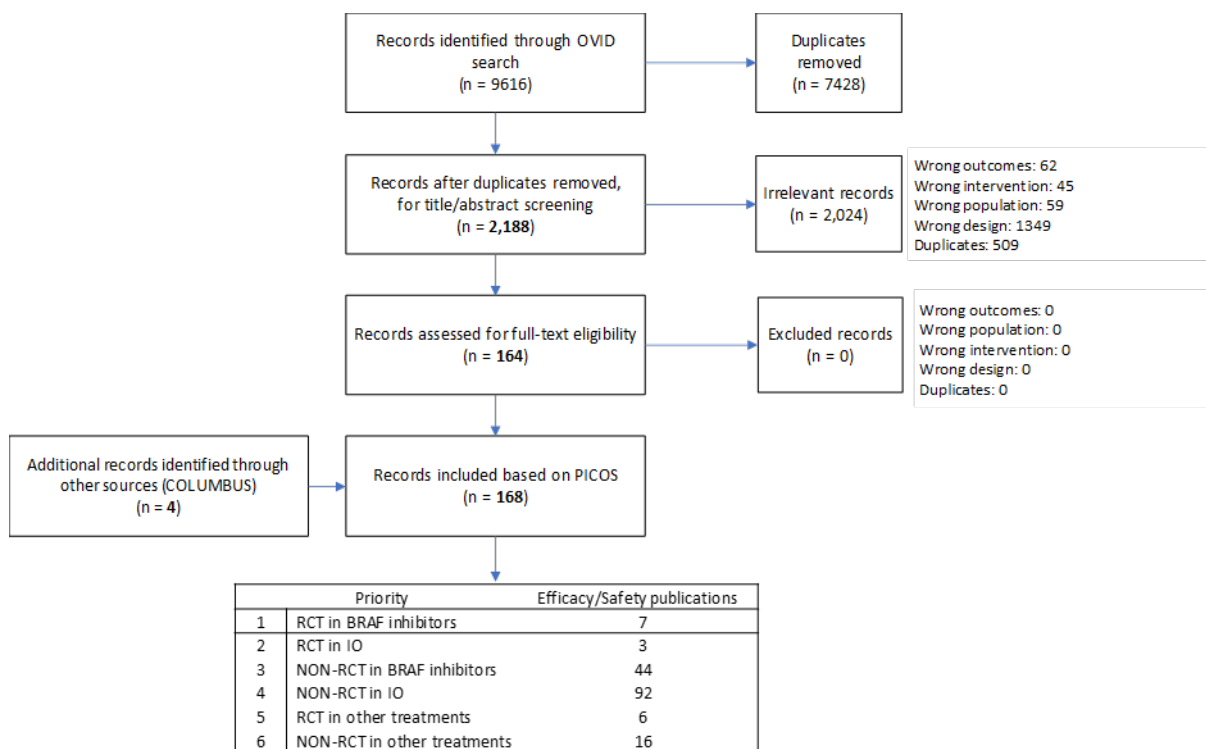 Records identified through OVID
search
(n = 9616)
Duplicates
removed
(n = 7428)
Records after duplicates removed,
for title/abstract screening
(n = 2,188)
Irrelevant records
(n = 2,024)
Wrong outcomes: 62
Wrong intervention: 45
Wrong population: 59
Wrong design: 1349
Duplicates: 509
Records assessed for full-text eligibility
(n = 164)
Excluded records
(n = 0)
Wrong outcomes: 0
Wrong population: 0
Wrong intervention: 0
Wrong design: 0
Duplicates: 0
Additional records identified through
other sources (COLUMBUS)
(n = 4)
Records included based on PICOS
(n = 168)
Priority Efficacy/Safety publications
1 RCT in BRAF inhibitors 7
2 RCT in IO 3
3 NON-RCT in BRAF inhibitors 44
4 NON-RCT in IO 92
5 RCT in other treatments 6
6 NON-RCT in other treatments 16